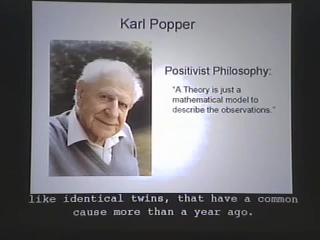 Karl Popper
Positivist Philosophy:
"A Theory is just a
mathematical model to
describe the observations."
like identical twins, that have a common
cause more than a year ago.